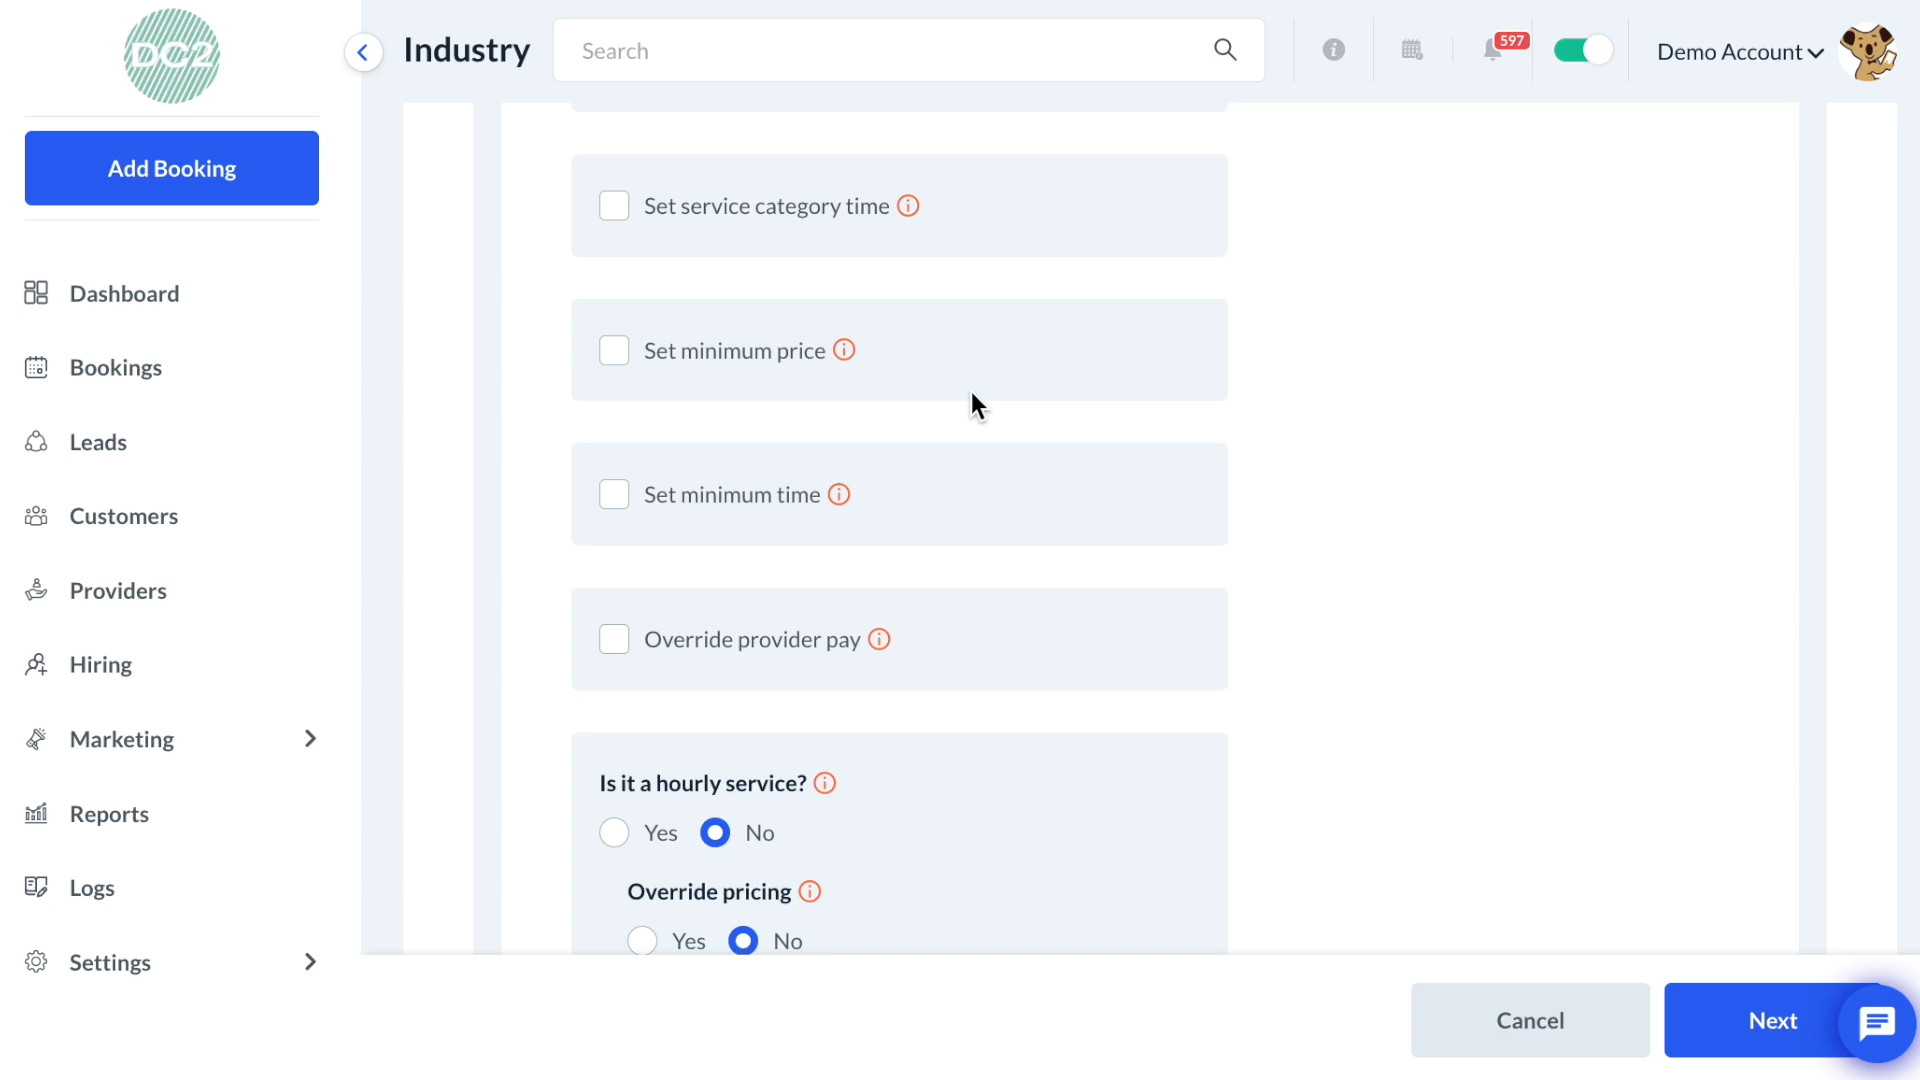 DC2
Industry
Search
597
Demo Account
Add Booking
Dashboard
Bookings
Leads
Customers
Providers
Hiring
Marketing
Reports
Logs
Settings
Set service category time
Set minimum price
Set minimum time
Override provider pay
Is it a hourly service?
Yes No
Override pricing
Yes No
Cancel
Next